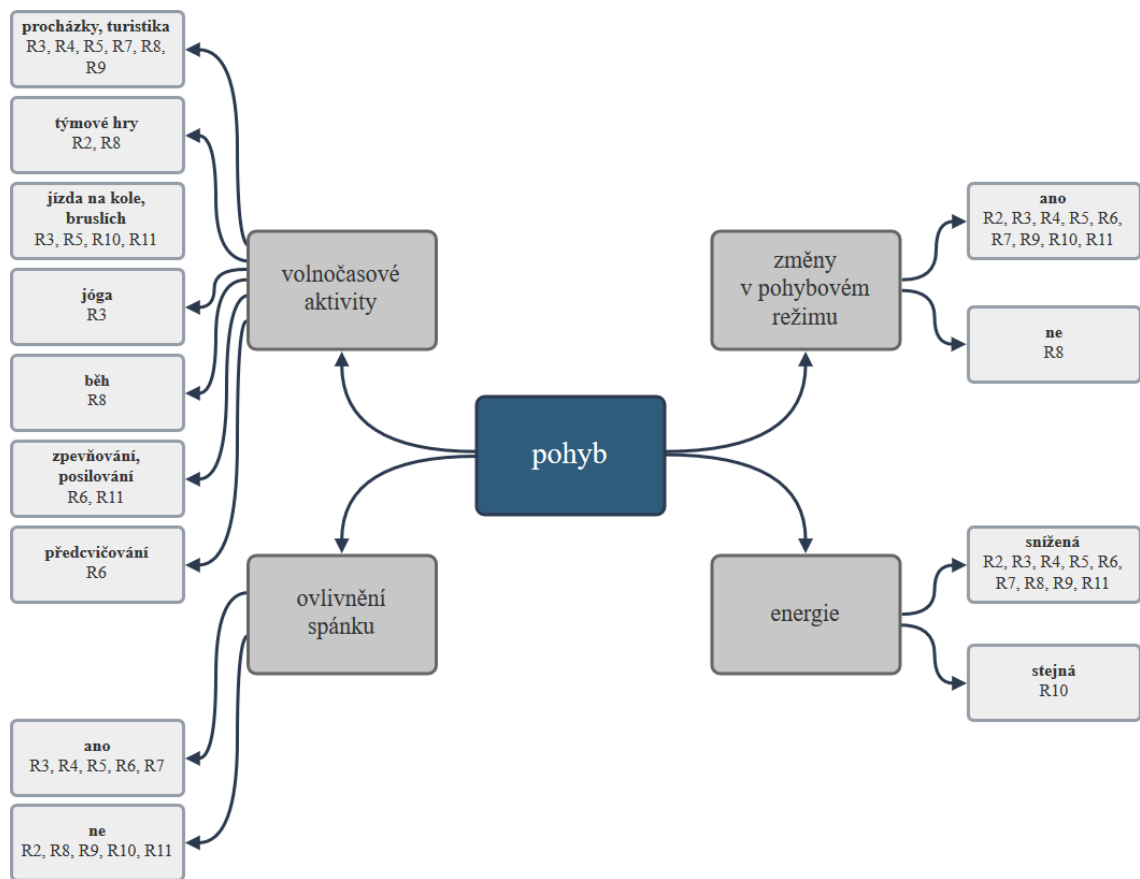 procházky, turistika
R3, R4, R5, R7, R8,
R9
týmové hry
R2, R8
jízda na kole,
bruslích
R3, R5, R10, R11
jóga
R3
běh
R8
zpevňování,
posilování
R6, R11
předcvičování
R6
volnočasové
aktivity
ovlivnění
spánku
ano
R3, R4, R5, R6, R7
ne
R2, R8, R9, R10, R11
pohyb
změny
v pohybovém
režimu
ano
R2, R3, R4, R5, R6,
R7, R9, R10, R11
ne
R8
energie
snížená
R2, R3, R4, R5, R6,
R7, R8, R9, R11
stejná
R10